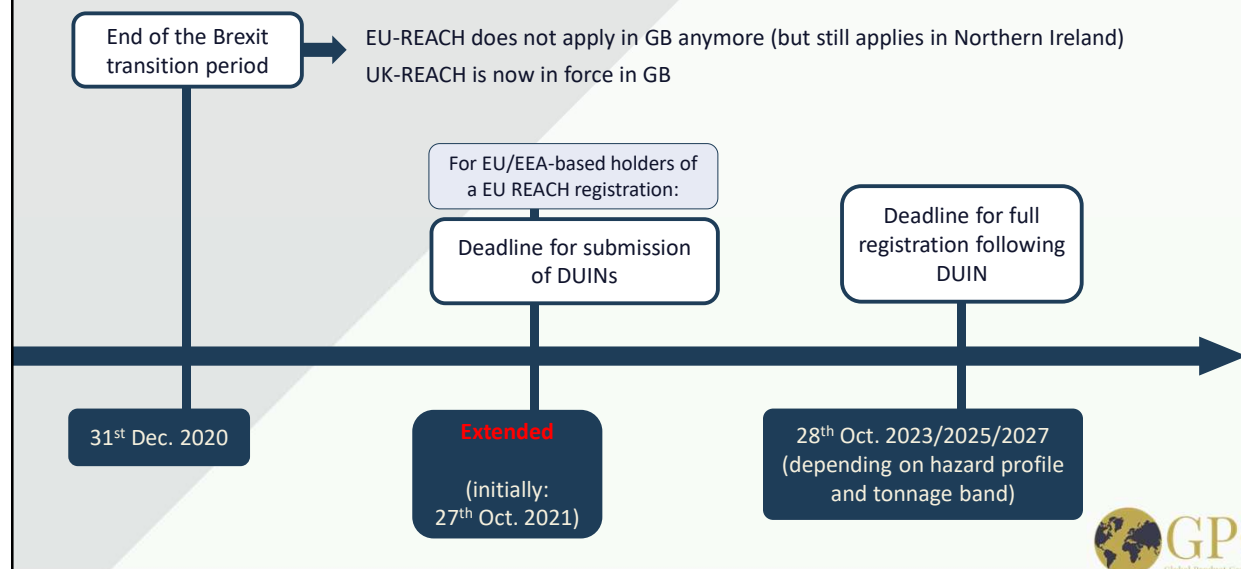 End of the Brexit
transition period
EU-REACH does not apply in GB anymore (but still applies in Northern Ireland)
UK-REACH is now in force in GB
For EU/EEA-based holders of
a EU REACH registration:
Deadline for submission
of DUINs
Deadline for full
registration following
DUIN
31st Dec. 2020
Extended
(initially:
27th Oct. 2021)
28th Oct. 2023/2025/2027
(depending on hazard profile
and tonnage band)
GP